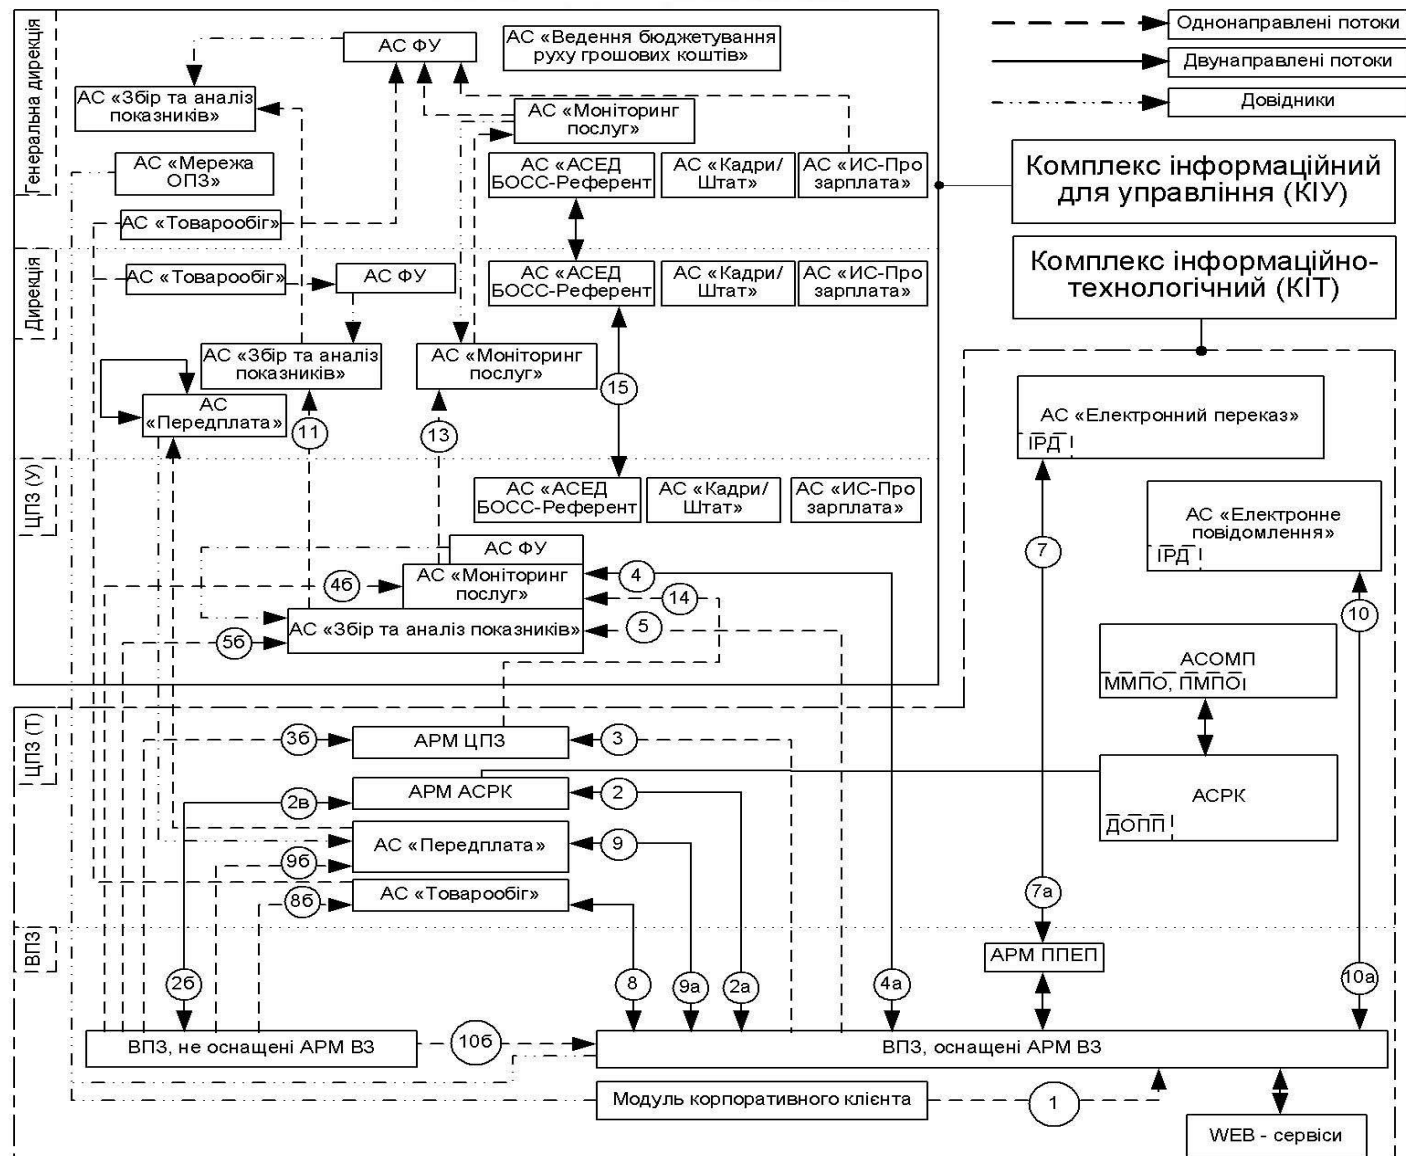 Генеральна дирекція
АС ФУ
АС «Ведення бюджетування
руху грошових коштів»
Однонаправлені потоки
Двунаправлені потоки
Довідники
АС «Збір та аналіз
показників»
АС «Моніторинг
послуг»
АС «Мережа
ОПЗ»
АС «АСЕД
БОСС-Референт
АС «Кадри/
Штат»
АС «ИС-Про
зарплата»
Комплекс інформаційний
для управління (КІУ)
АС «Товарообіг»
Дирекція
АС «Товарообіг»
АС ФУ
АС «АСЕД
БОСС-Референт
АС «Кадри/
Штат»
АС «ИС-Про
зарплата»
Комплекс інформаційно-
технологічний (КІТ)
АС «Збір та аналіз
показників»
АС «Моніторинг
послуг»
15
АС
«Передплата»
11
13
АС «Електронний переказ»
ІРД
ЦПЗ (У)
АС «АСЕД
БОСС-Референт
АС «Кадри/
Штат»
АС «ИС-Про
зарплата»
АС «Електронне
повідомлення»
ІРД
7
АС ФУ
4б
АС «Моніторинг
послуг»
4
14
10
5б
АС «Збір та аналіз показників»
5
АСОМП
ММПО, ПМПОі
ЦПЗ (Т)
3б
АРМ ЦПЗ
3
2в
АРМ АСРК
2
АСРК
ДОПП
9б
АС «Передплата»
9
8б
АС «Товарообіг»
7а
ВПЗ
АРМ ППЕП
2б
8
9а
2а
4а
10а
ВПЗ, не оснащені АРМ ВЗ
10б
ВПЗ, оснащені АРМ ВЗ
Модуль корпоративного клієнта
1
WEB - сервіси